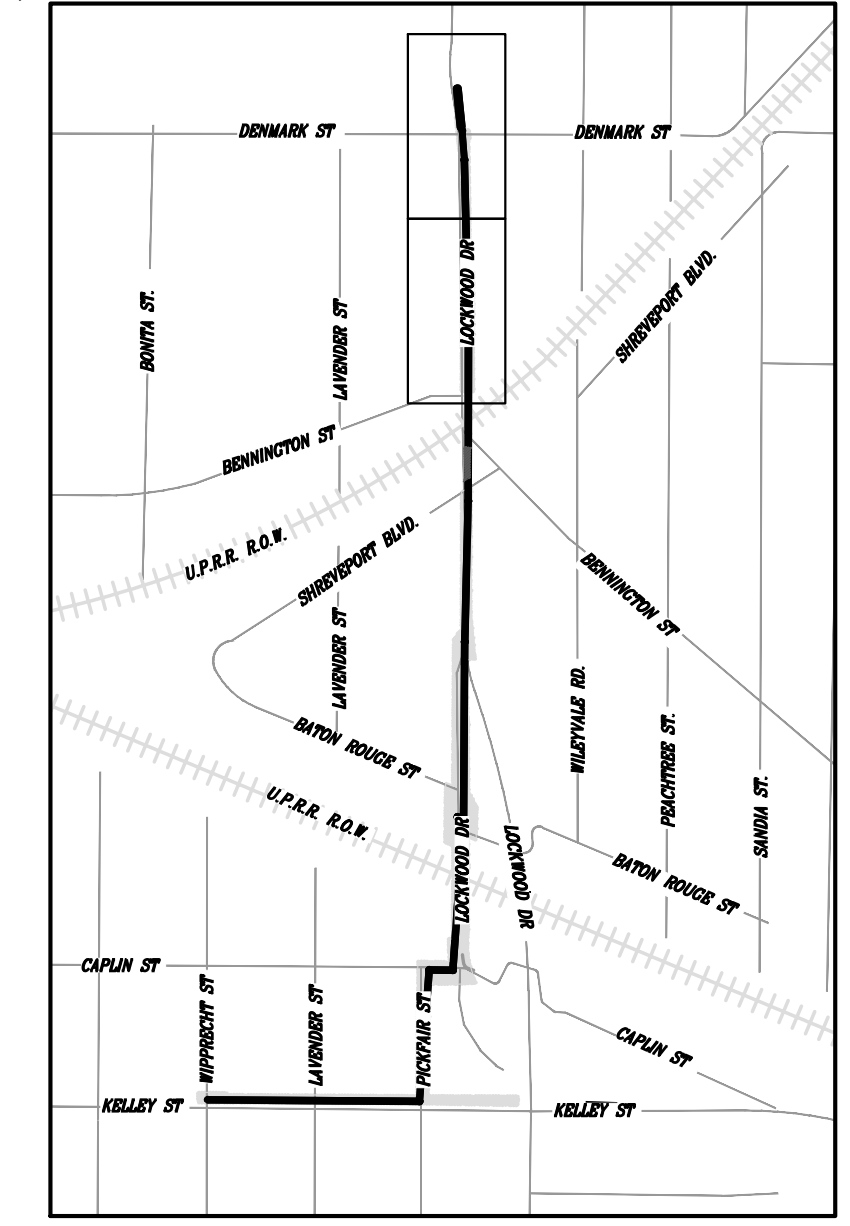 DENMARK ST
DENMARK ST
LOCKWOOD DR
SHREVEPORT BLVD.
BONITA ST.
LAVENDER ST
BENNINGTON ST
U.P.R.R. R.O.W.
SHREVEPORT BLVD.
BENNINGTON ST
LAVENDER ST
WILEYVALE RD.
PEACHTREE ST.
BATON ROUGE ST
SANDIA ST.
U.P.R.R. R.O.W.
LOCKWOOD DR
LOCKWOOD DR
BATON ROUGE ST
CAPLIN ST
WIPPRECHT ST
LAVENDER ST
PICKFAIR ST
CAPLIN ST
KELLEY ST
KELLEY ST